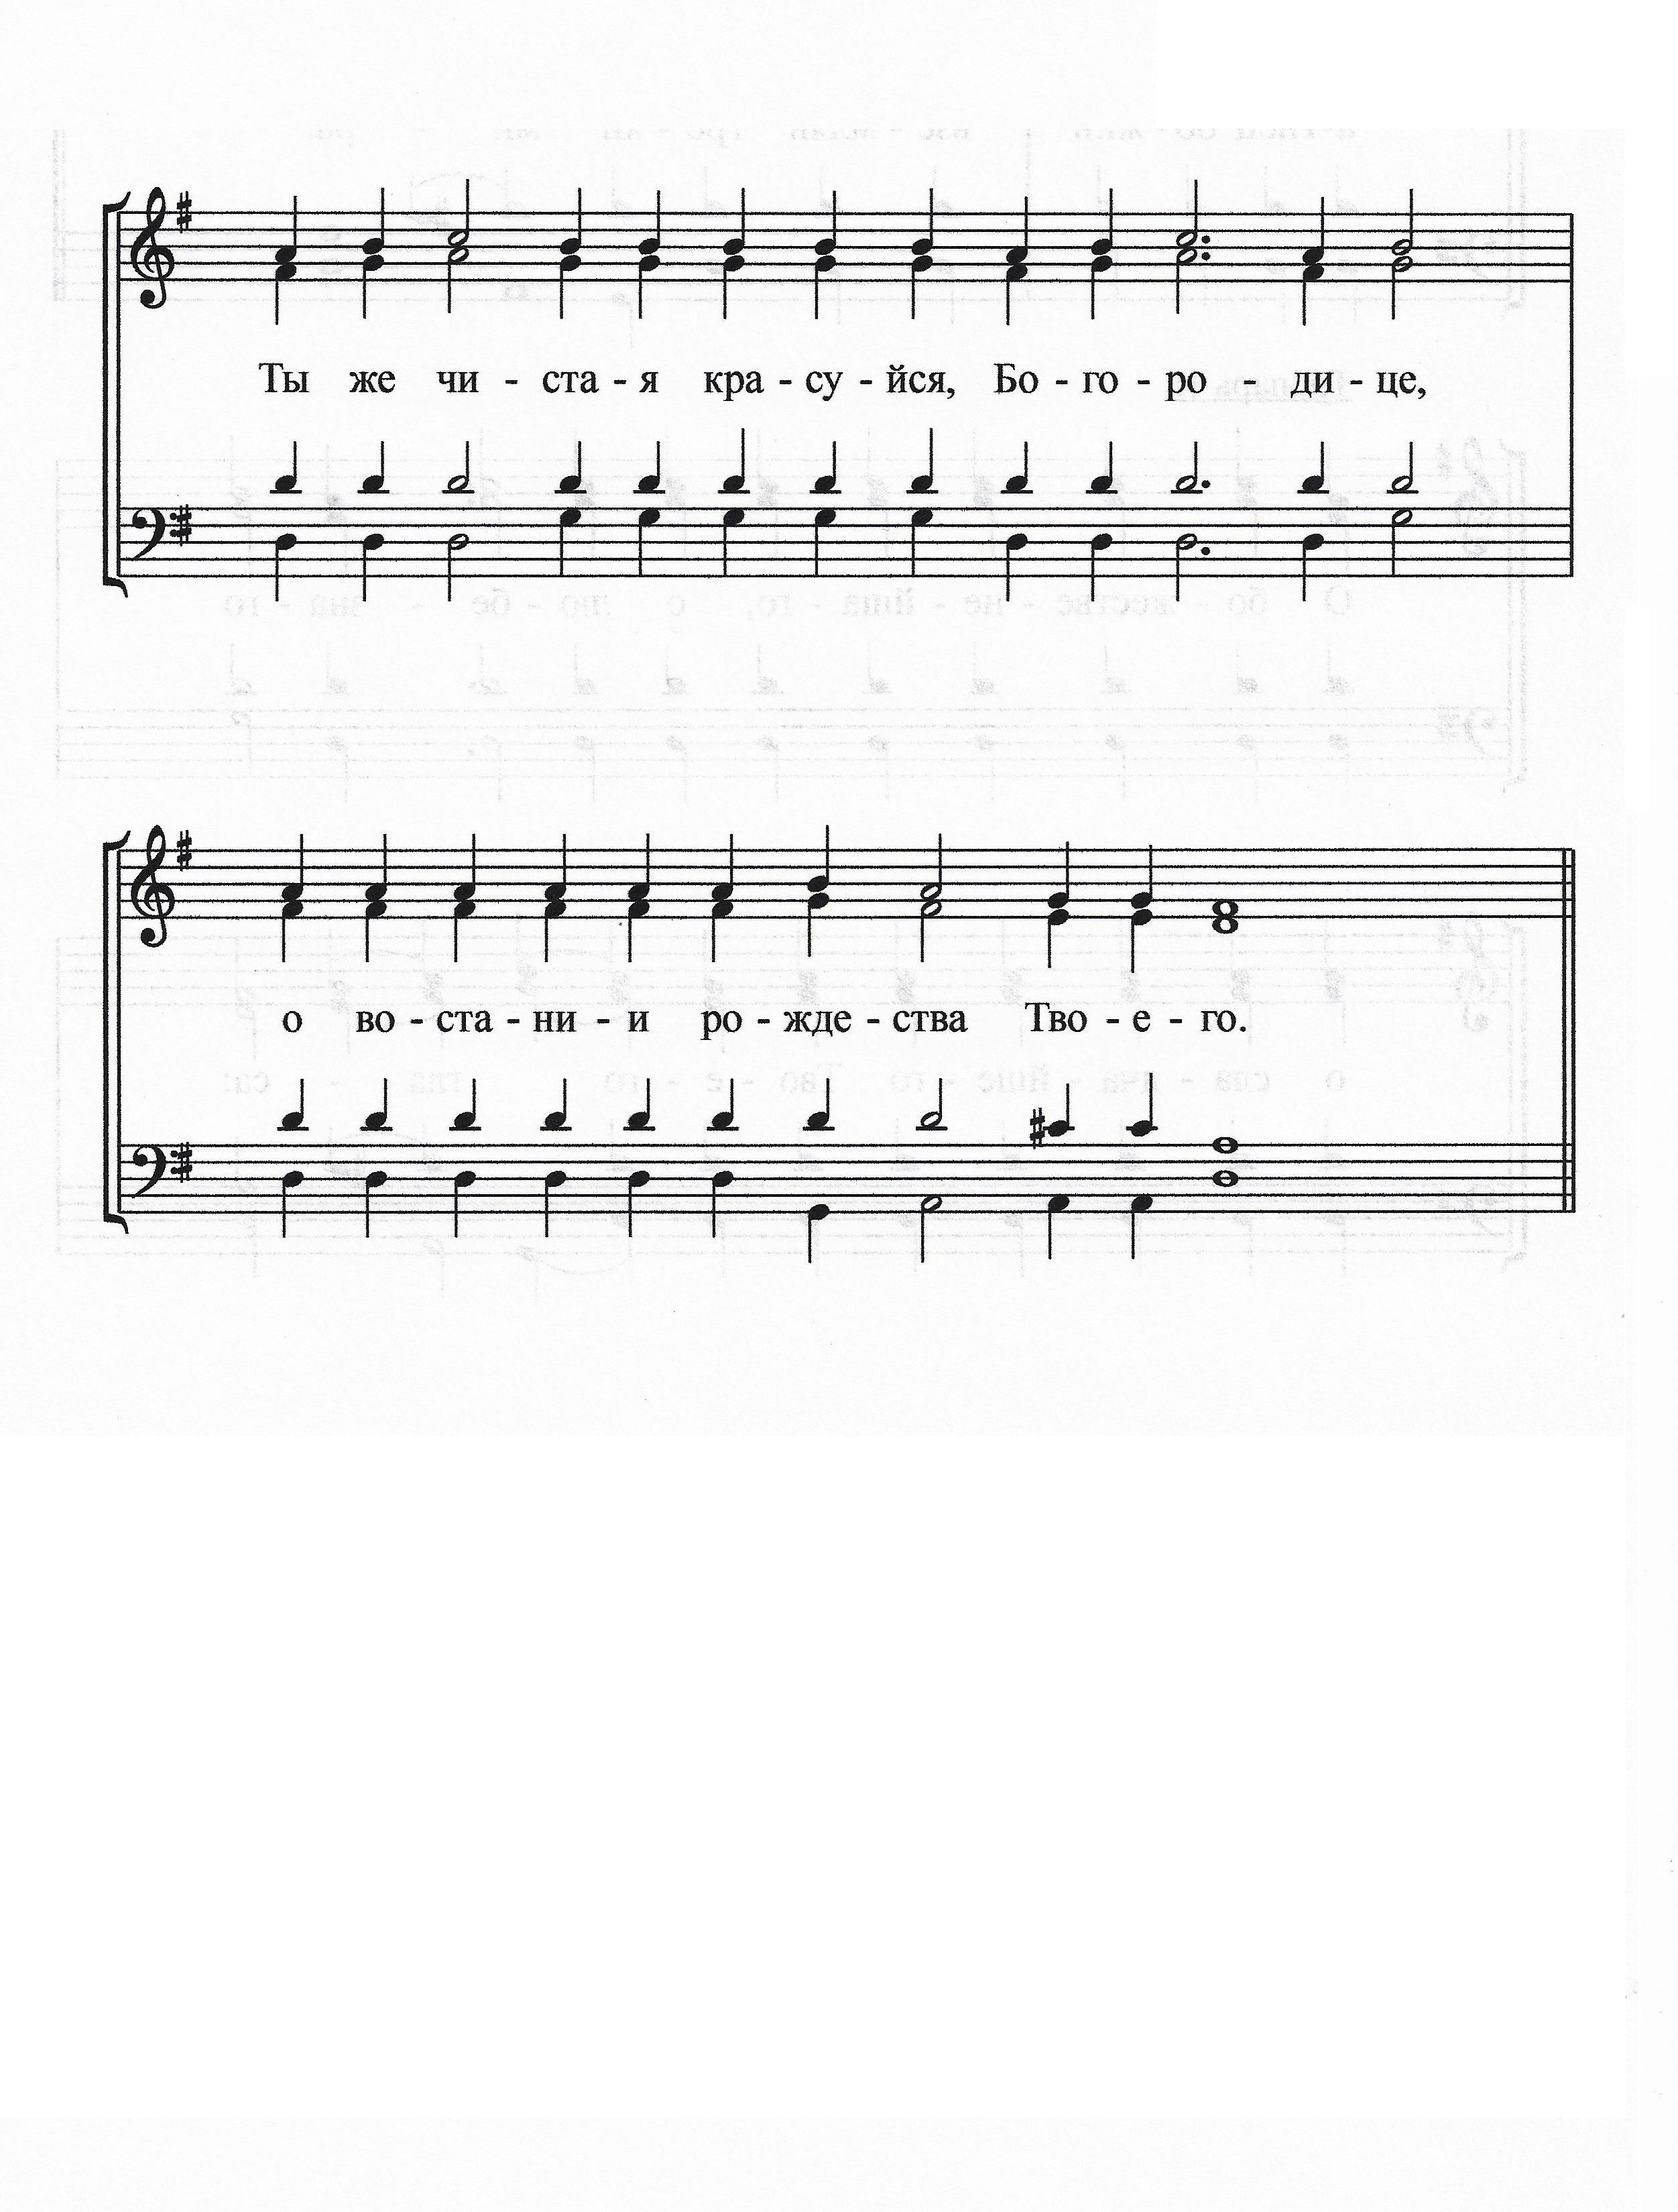 Ты же чи - ста - я кра - су - йся, Бо - го - ро - ди - це,
о во - ста - ни - и ро - жде - ства Тво - е - го.